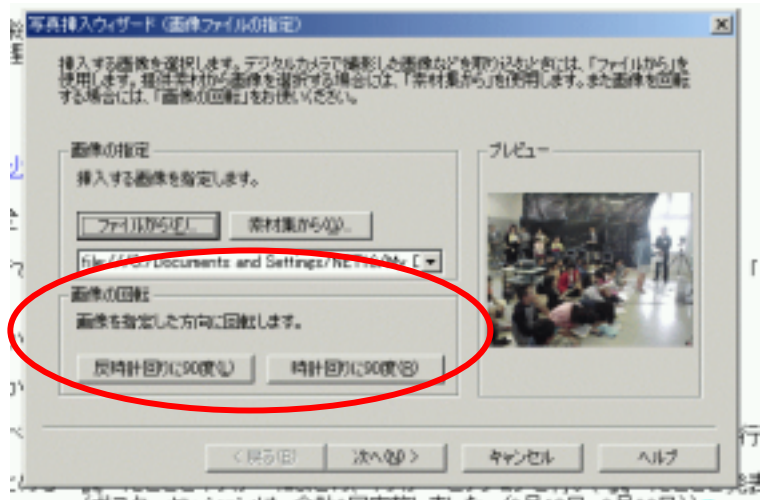 写真挿入ウィザード (画像ファイルの指定)
挿入する画像を選択します。デジタルカメラで撮影した画像などを取り込むときには、「ファイルから」を
使用します。提供素材から画像を選択する場合には、「素材集から」を使用します。また画像を回転
する場合には、「画像の回転」をお使いください。
画像の指定
プレビュー
挿入する画像を指定します。
ファイルから(F)...
素材集から(G)...
Documents and Settings/
画像の回転
画像を指定した方向に回転します。
反時計回りに90度(L)
時計回りに90度(R)
< 戻る(B)
次へ(N) >
キャンセル
ヘルプ